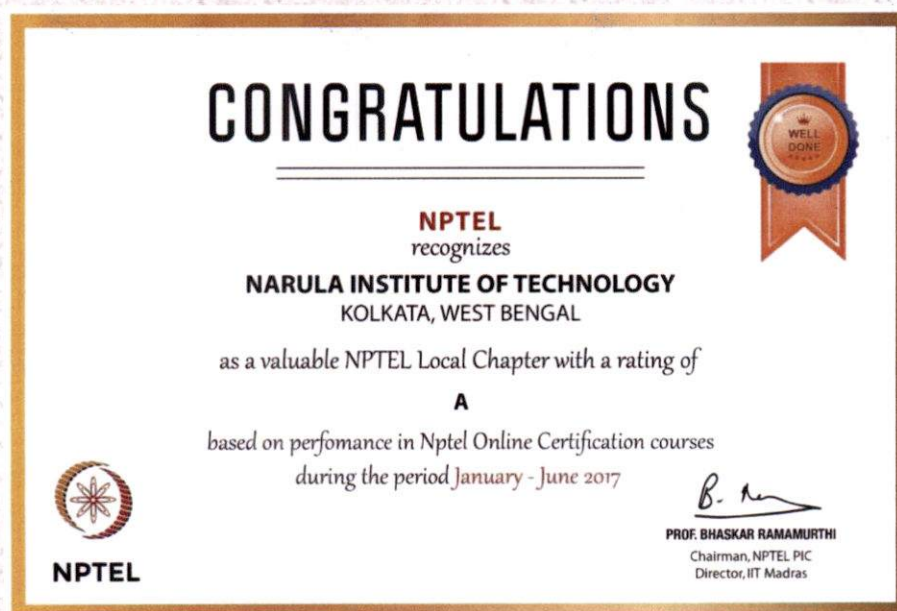 CONGRATULATIONS
WELL
DONE
NPTEL
recognizes
NARULA INSTITUTE OF TECHNOLOGY
KOLKATA, WEST BENGAL
as a valuable NPTEL Local Chapter with a rating of
A
based on perfomance in Nptel Online Certification courses
during the period January - June 2017
NPTEL
PROF. BHASKAR RAMAMURTHI
Chairman, NPTEL PIC
Director, IIT Madras